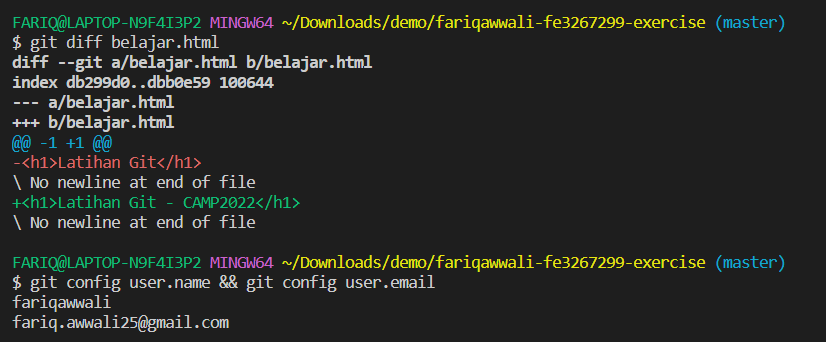 FARIQ@LAPTOP-N9F4I3P2 MINGW64 ~/Downloads/demo/fariqawwali-fe3267299-exercise (master)
$ git diff belajar.html
diff --git a/belajar.html b/belajar.html
index db299d0..dbb0e59 100644
--- a/belajar.html
+++ b/belajar.html
@@ -1 +1 @@
-<h1>Latihan Git</h1>
\ No newline at end of file
+<h1>Latihan Git - CAMP2022</h1>
\ No newline at end of file
FARIQ@LAPTOP-N9F4I3P2 MINGW64 ~/Downloads/demo/fariqawwali-fe3267299-exercise (master)
$ git config user.name && git config user.email
fariqawwali
fariq.awwali25@gmail.com